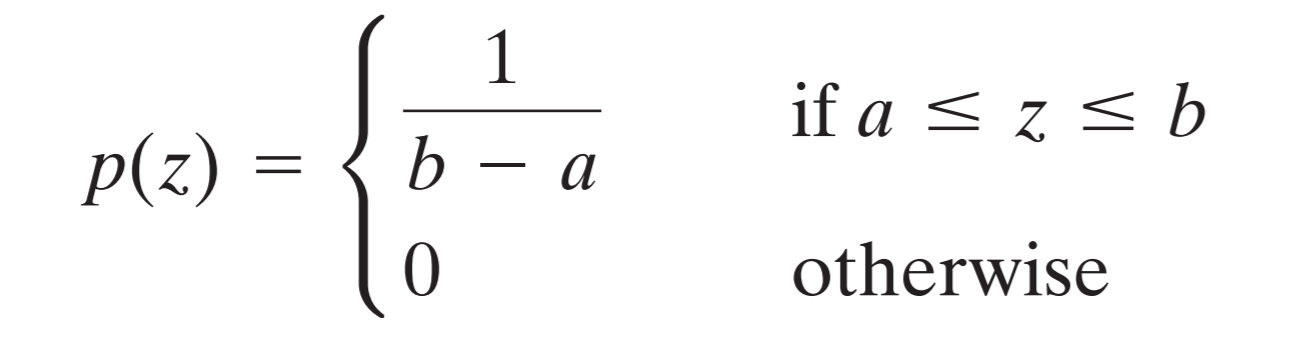 p(z) = { 1 / (b − a) if a ≤ z ≤ b
0 otherwise